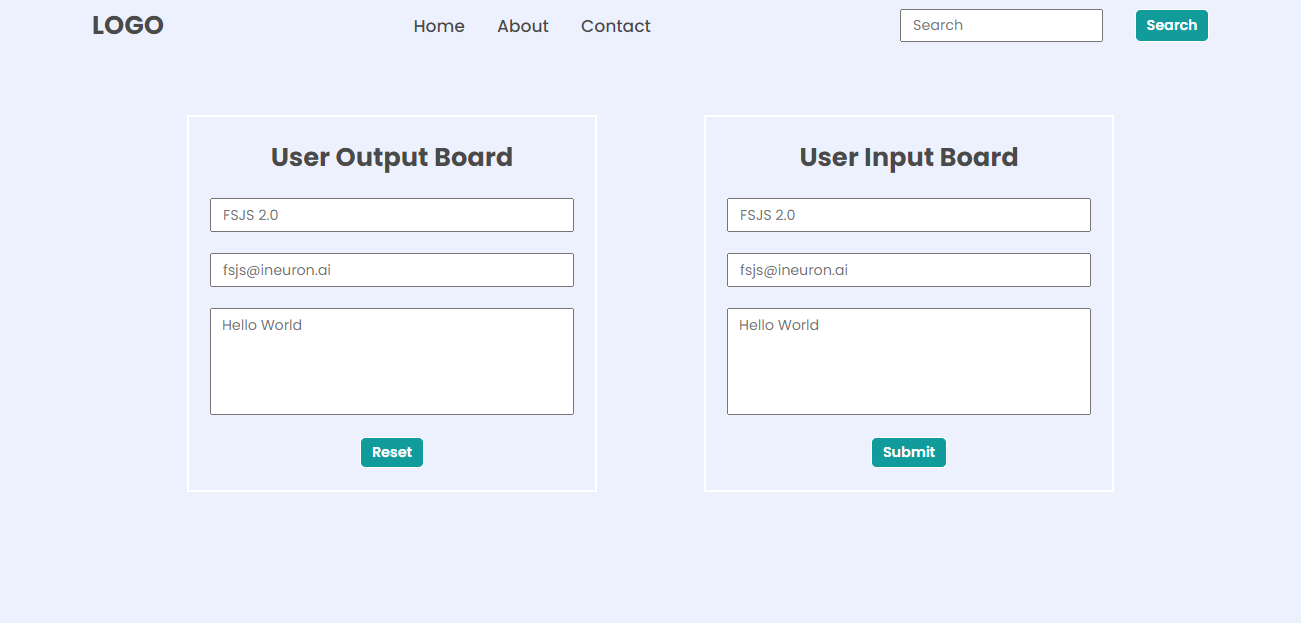 LOGO
Home About Contact
Search
Search
User Output Board
FSJS 2.0
fsjs@ineuron.ai
Hello World
Reset
User Input Board
FSJS 2.0
fsjs@ineuron.ai
Hello World
Submit